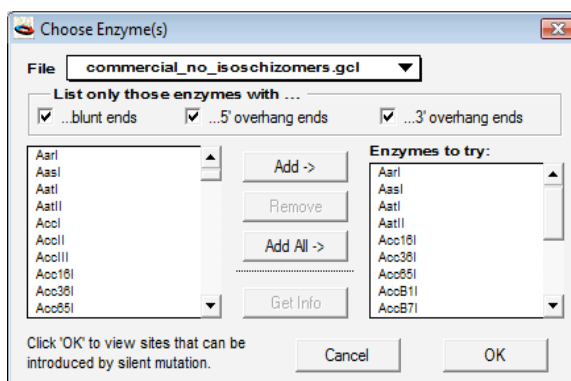 Choose Enzyme(s)
File commercial_no_isoschizomers.gcl
List only those enzymes with ...
...blunt ends ...5' overhang ends ...3' overhang ends
AarI
AasI
AatI
AatII
AccI
AccII
AccIII
Acc16I
Acc36I
Acc65I
Add ->
Remove
Add All ->
Get Info
Enzymes to try:
AarI
AasI
AatI
AatII
Acc16I
Acc36I
Acc65I
AccB1I
AccB7I
Click 'OK' to view sites that can be
introduced by silent mutation.
Cancel
OK